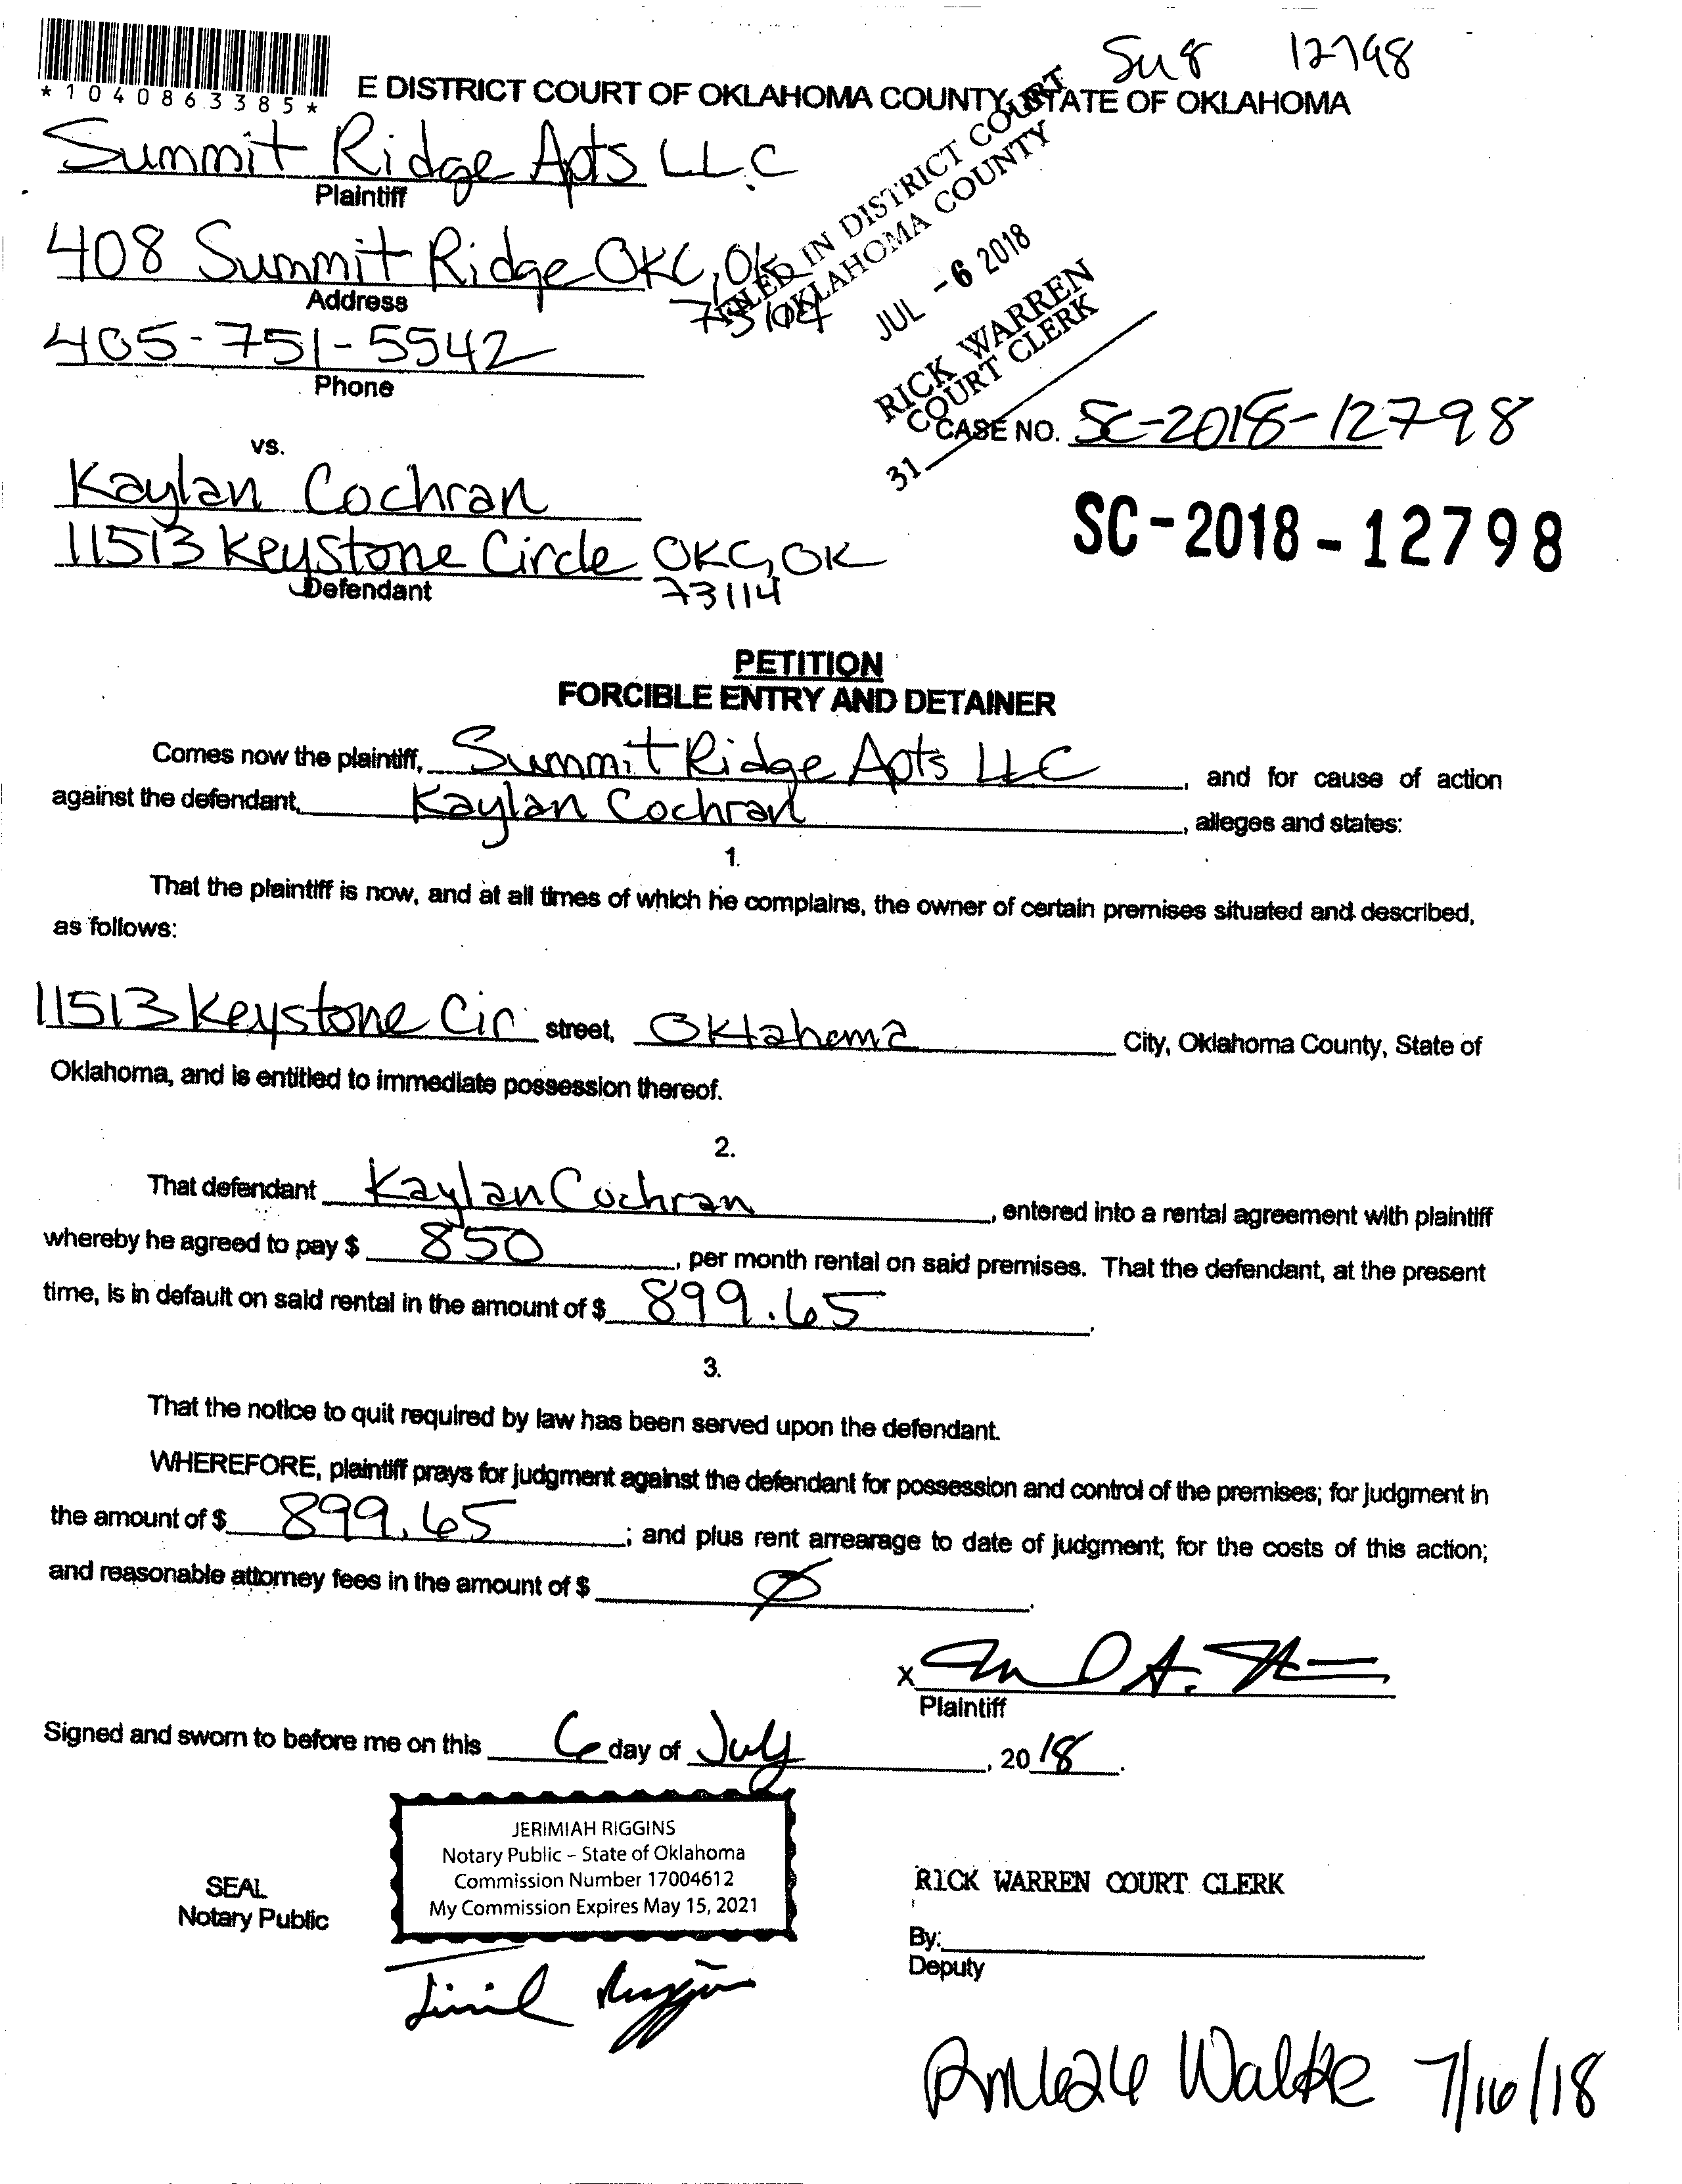 Su 8 12798
*1040863385*
E DISTRICT COURT OF OKLAHOMA COUNTY, STATE OF OKLAHOMA
Summit Ridge Apts LLC
Plaintiff
FILED IN DISTRICT COURT
OKLAHOMA COUNTY
JUL -6 2018
RICK WARREN
COURT CLERK
31
408 Summit Ridge OKC, OK
Address
405-751-5542
Phone
CASE NO. SC-2018-12798
vs.
Kaylan Cochran
SC-2018-12798
11513 Keystone Circle OKC, OK
73114
Defendant
PETITION
FORCIBLE ENTRY AND DETAINER
Comes now the plaintiff, Summit Ridge Apts LLC, and for cause of action
against the defendant, Kaylan Cochran, alleges and states:
1.
That the plaintiff is now, and at all times of which he complains, the owner of certain premises situated and described,
as follows:
11513 Keystone Cir street, Oklahoma City, Oklahoma County, State of
Oklahoma, and is entitled to immediate possession thereof.
2.
That defendant Kaylan Cochran, entered into a rental agreement with plaintiff
whereby he agreed to pay $ 850, per month rental on said premises. That the defendant, at the present
time, is in default on said rental in the amount of $ 899.65.
3.
That the notice to quit required by law has been served upon the defendant.
WHEREFORE, plaintiff prays for judgment against the defendant for possession and control of the premises; for judgment in
the amount of $ 899.65; and plus rent arrearage to date of judgment; for the costs of this action;
and reasonable attorney fees in the amount of $ Ø.
X
Plaintiff
Signed and sworn to before me on this 6 day of July, 2018.
JERIMIAH RIGGINS
Notary Public – State of Oklahoma
Commission Number 17004612
My Commission Expires May 15, 2021
SEAL
Notary Public
RICK WARREN COURT CLERK
By:
Deputy
Rm 626 Walke 7/16/18